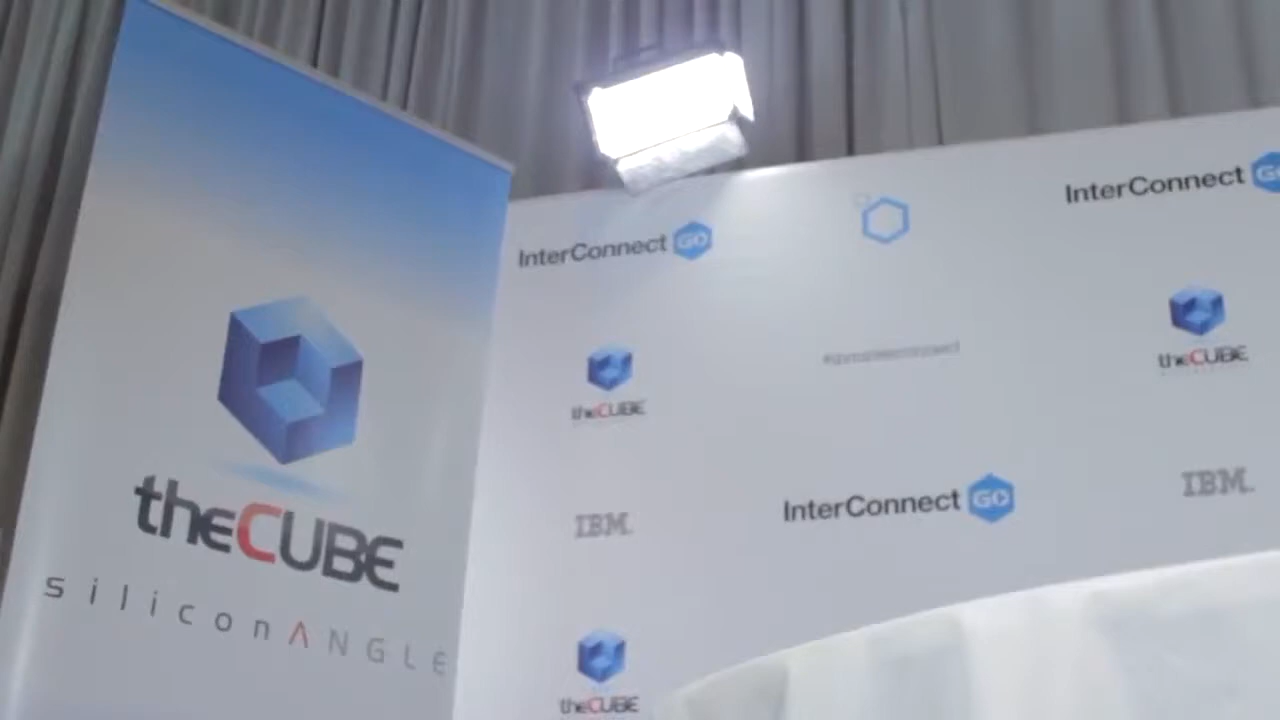 theCUBE
siliconANGLE
InterConnect GO
InterConnect GO
theCUBE
theCUBE
InterConnect GO
IBM.
IBM.
theCUBE